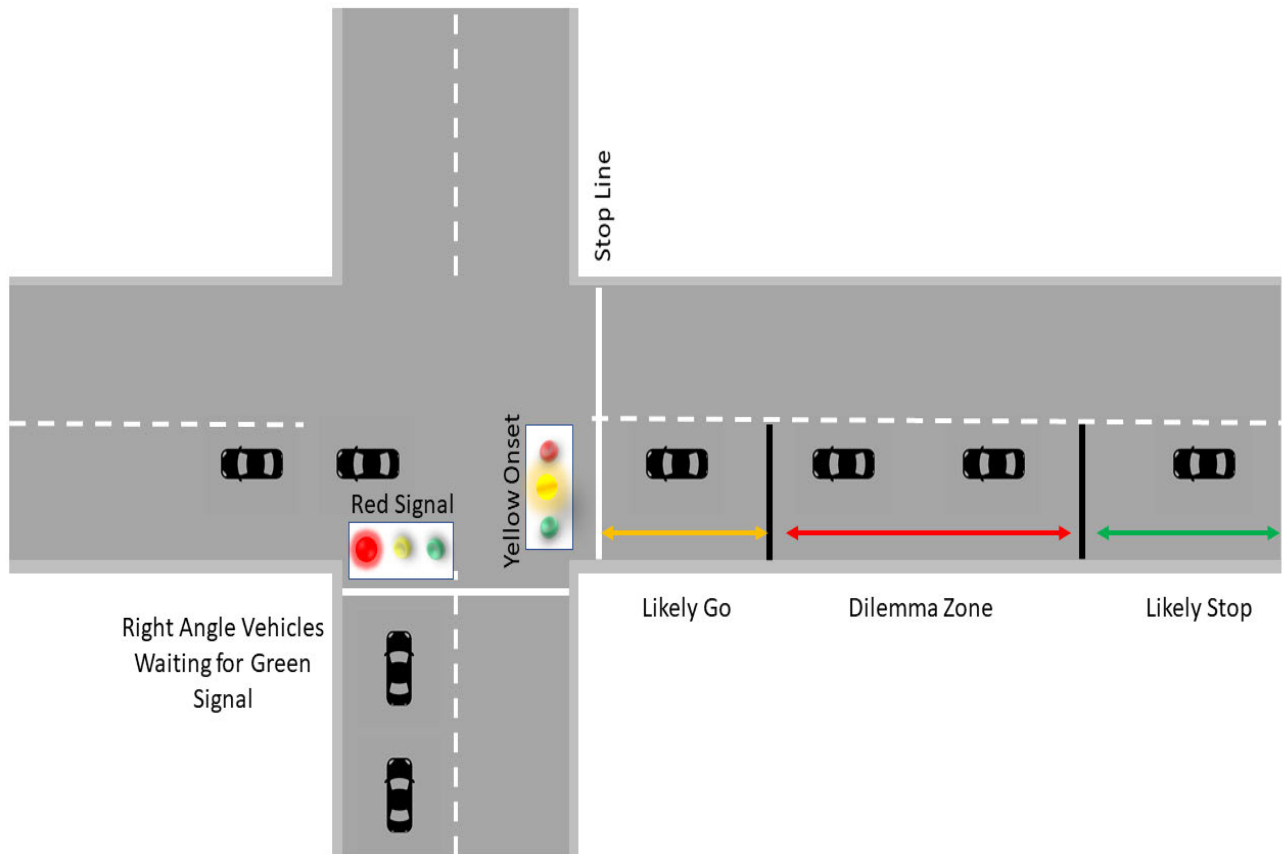 Stop Line
Yellow Onset
Red Signal
Likely Go
Dilemma Zone
Likely Stop
Right Angle Vehicles
Waiting for Green
Signal